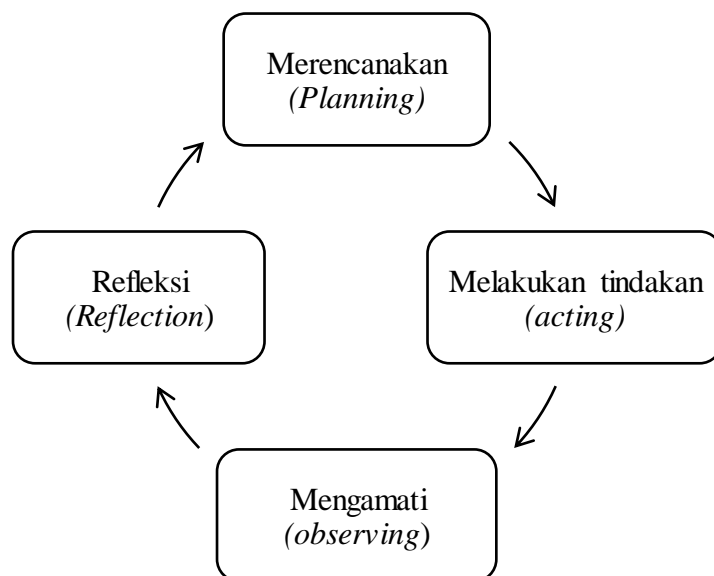 Merencanakan
(Planning)
Melakukan tindakan
(acting)
Mengamati
(observing)
Refleksi
(Reflection)